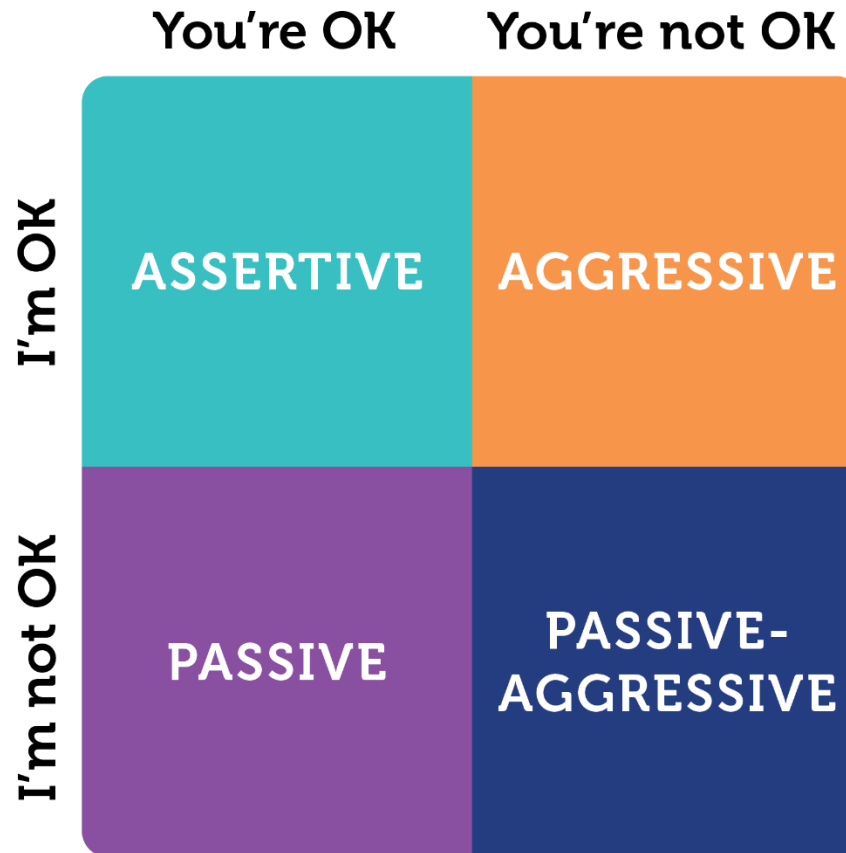 You're OK
You're not OK
I'm OK
ASSERTIVE
AGGRESSIVE
I'm not OK
PASSIVE
PASSIVE-
AGGRESSIVE